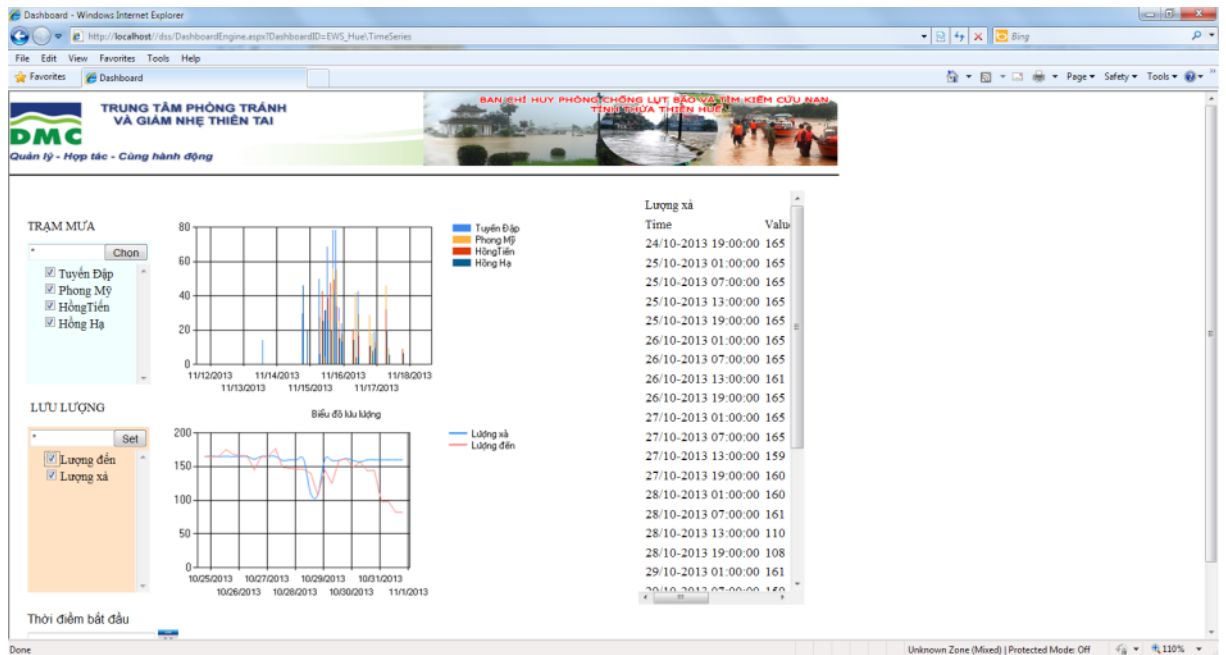 Dashboard - Windows Internet Explorer
http://localhost//dss/DashboardEngine.aspx?DashboardID=EWS_Hue\TimeSeries
Bing
File Edit View Favorites Tools Help
Favorites Dashboard
Page Safety Tools
TRUNG TÂM PHÒNG TRÁNH
VÀ GIẢM NHẸ THIÊN TAI
DMC
Quản lý - Hợp tác - Cùng hành động
BAN CHỈ HUY PHÒNG CHỐNG LỤT BÃO VÀ TÌM KIẾM CỨU NẠN
TỈNH THỪA THIÊN HUẾ
TRẠM MƯA
* Chọn
Tuyến Đập
Phong Mỹ
HồngTiến
Hồng Hạ
80
60
40
20
0
11/12/2013 11/14/2013 11/16/2013 11/18/2013
11/13/2013 11/15/2013 11/17/2013
Tuyến Đập
Phong Mỹ
HồngTiến
Hồng Hạ
LƯU LƯỢNG
* Set
Lượng đến
Lượng xả
Biểu đồ lưu lượng
200
150
100
50
0
10/25/2013 10/27/2013 10/29/2013 10/31/2013
10/26/2013 10/28/2013 10/30/2013 11/1/2013
Lượng xả
Lượng đến
Lượng xả
Time Valu
24/10-2013 19:00:00 165
25/10-2013 01:00:00 165
25/10-2013 07:00:00 165
25/10-2013 13:00:00 165
25/10-2013 19:00:00 165
26/10-2013 01:00:00 165
26/10-2013 07:00:00 165
26/10-2013 13:00:00 161
26/10-2013 19:00:00 165
27/10-2013 01:00:00 165
27/10-2013 07:00:00 165
27/10-2013 13:00:00 159
27/10-2013 19:00:00 160
28/10-2013 01:00:00 160
28/10-2013 07:00:00 161
28/10-2013 13:00:00 110
28/10-2013 19:00:00 108
29/10-2013 01:00:00 161
29/10-2013 07:00:00 159
Thời điểm bắt đầu
Done
Unknown Zone (Mixed) | Protected Mode: Off
110%